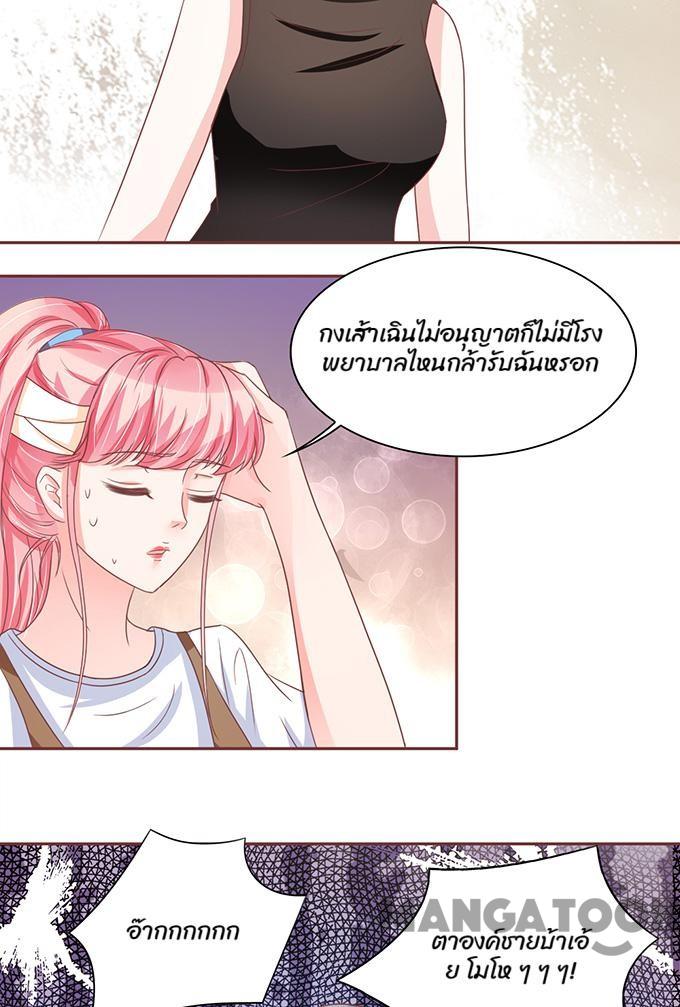 กงเส้าเฉินไม่อนุญาตก็ไม่มีโรง
พยาบาลไหนกล้ารับฉันหรอก
อ๊ากกกกกก
MANGATOON
ตาองค์ชายบ้าเอ้
ย โมโห ๆ ๆ ๆ!